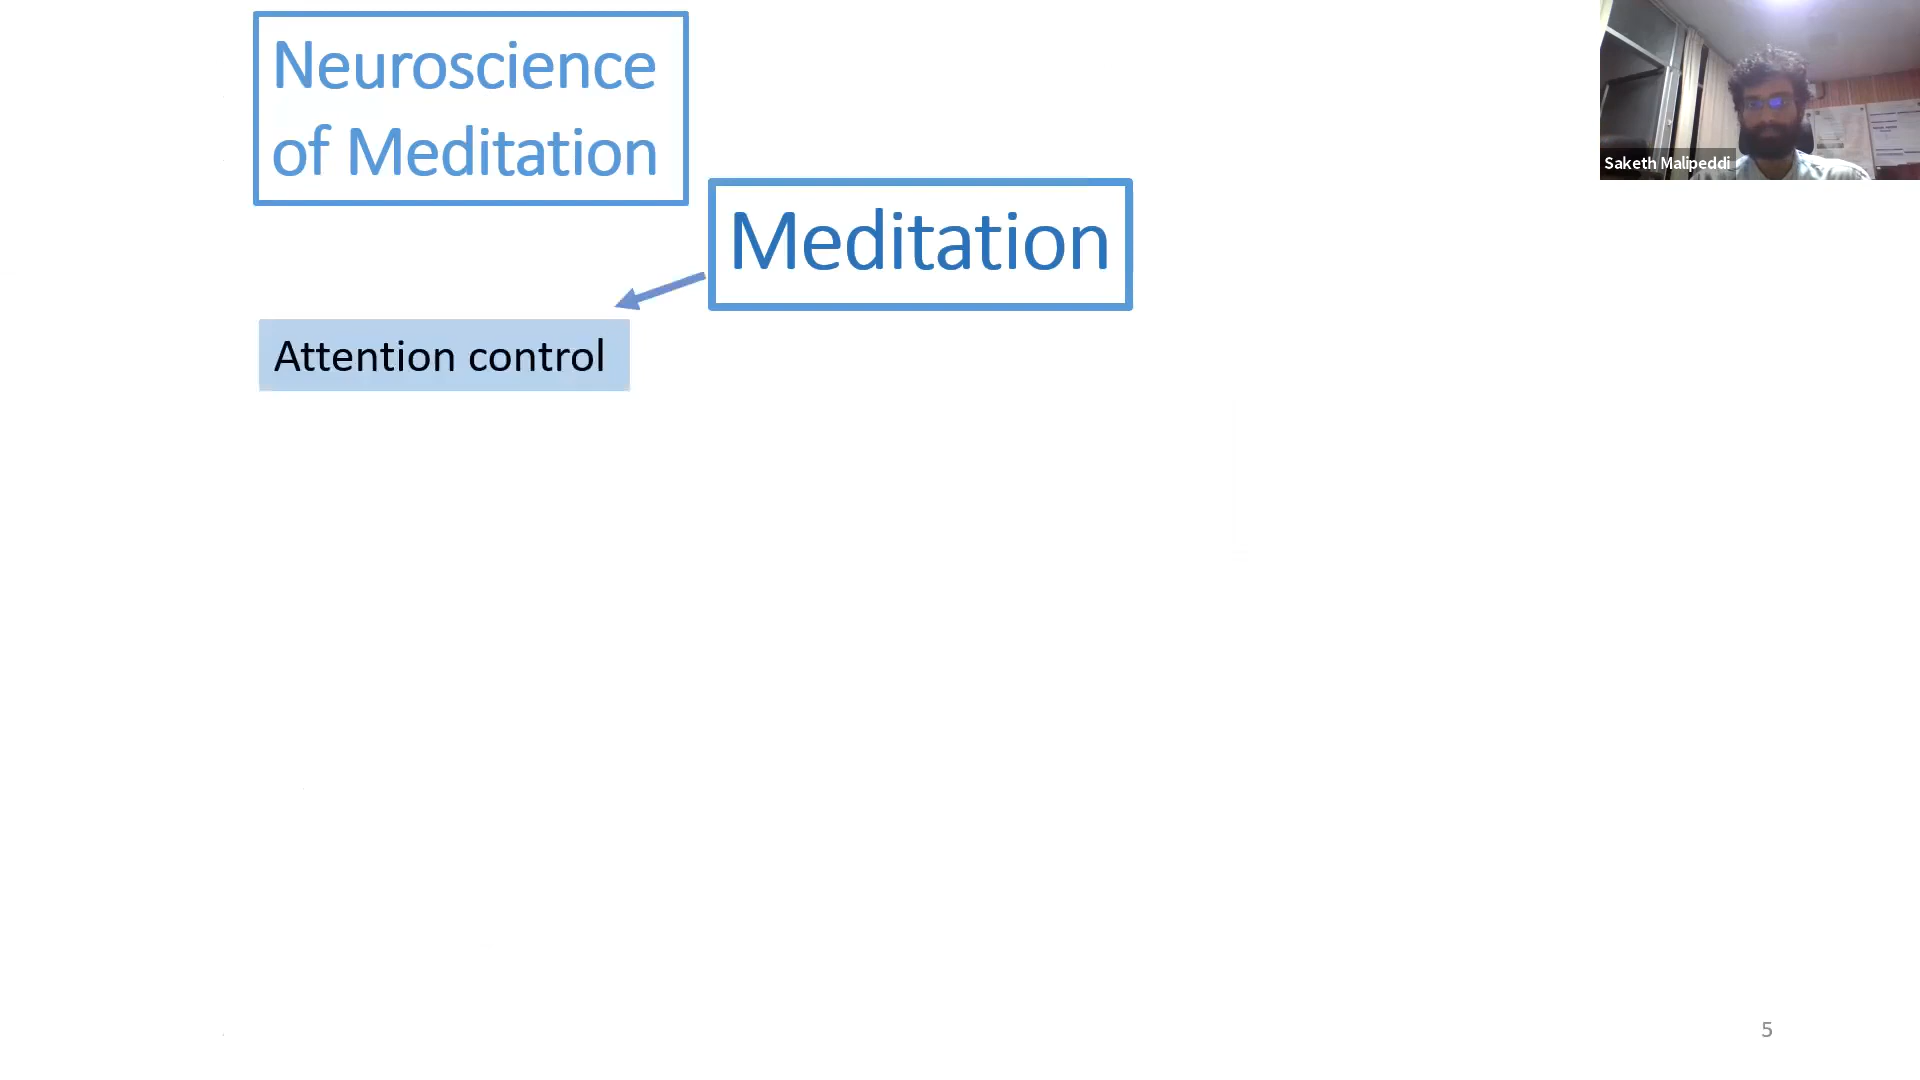 Neuroscience
of Meditation
Meditation
Saketh Malipeddi
Attention control
5